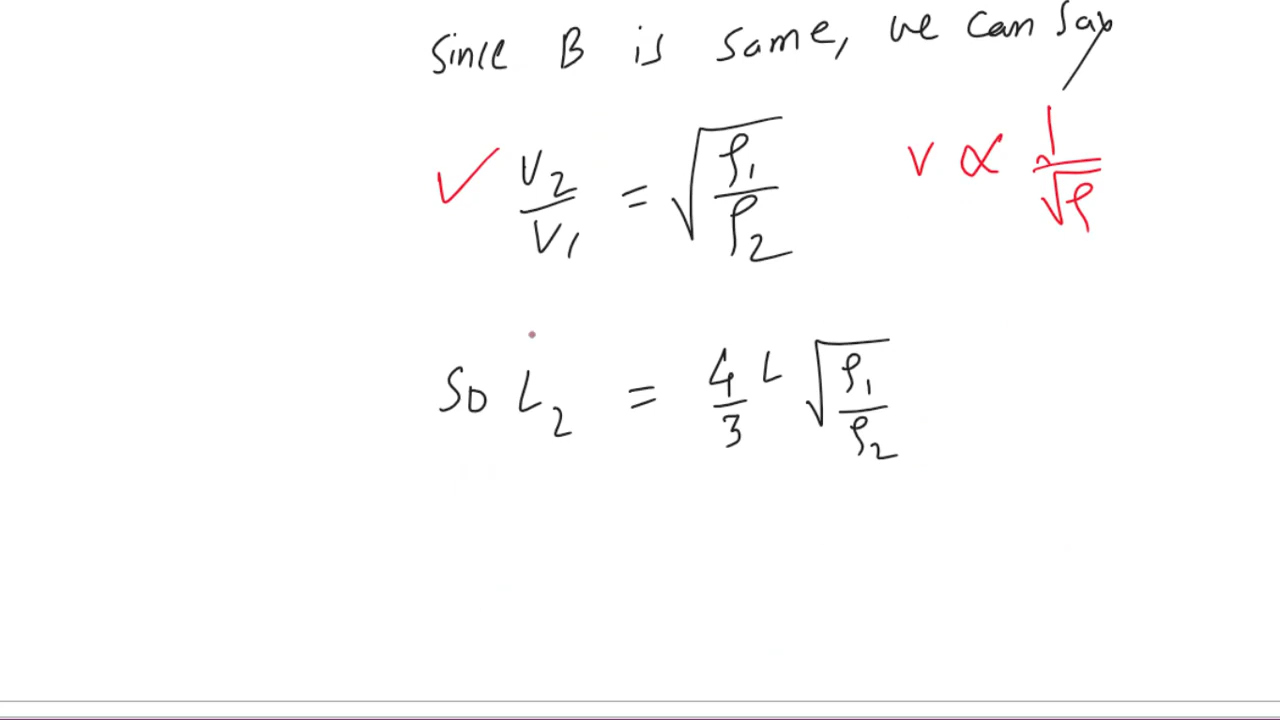 Since B is same, we can say
✓ V₂/V₁ = √(ρ₁/ρ₂) v ∝ 1/√ρ
So L₂ = 4/3 L √(ρ₁/ρ₂)